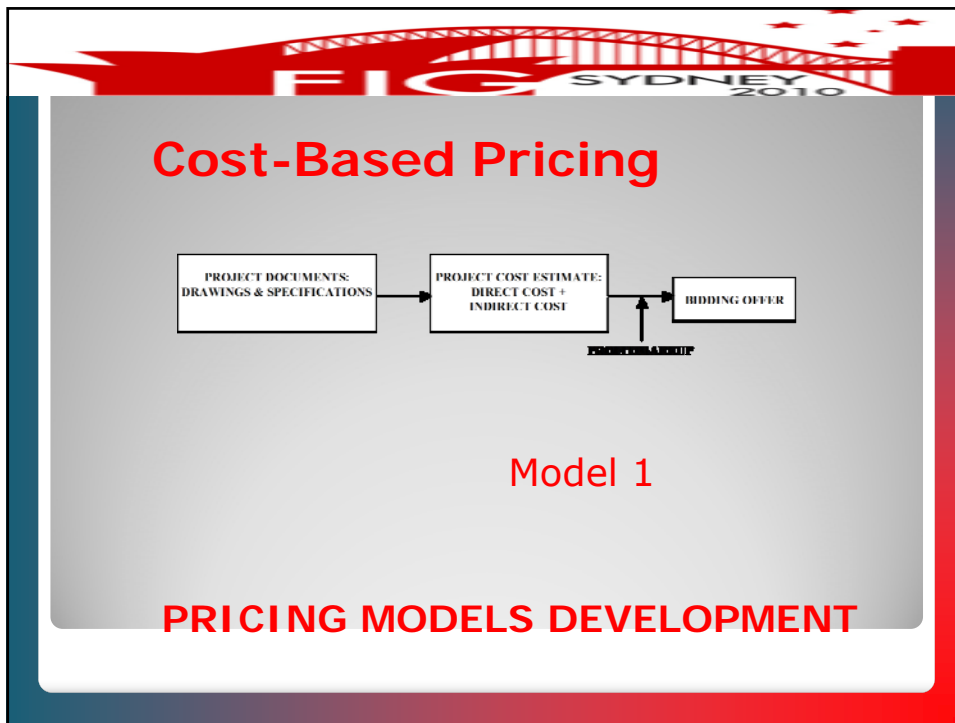 FIG
SYDNEY
2010
Cost-Based Pricing
PROJECT DOCUMENTS:
DRAWINGS & SPECIFICATIONS
PROJECT COST ESTIMATE:
DIRECT COST +
INDIRECT COST
BIDDING OFFER
Model 1
PRICING MODELS DEVELOPMENT